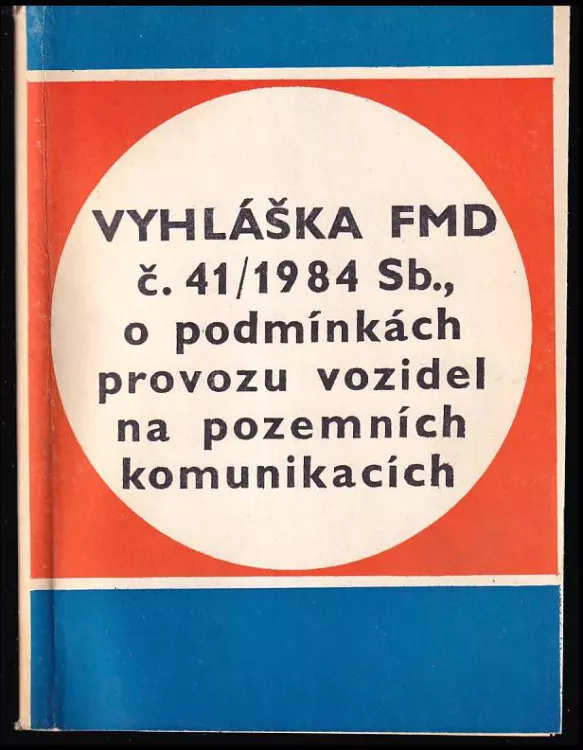 VYHLÁŠKA FMD
č. 41/1984 Sb.,
o podmínkách
provozu vozidel
na pozemních
komunikacích